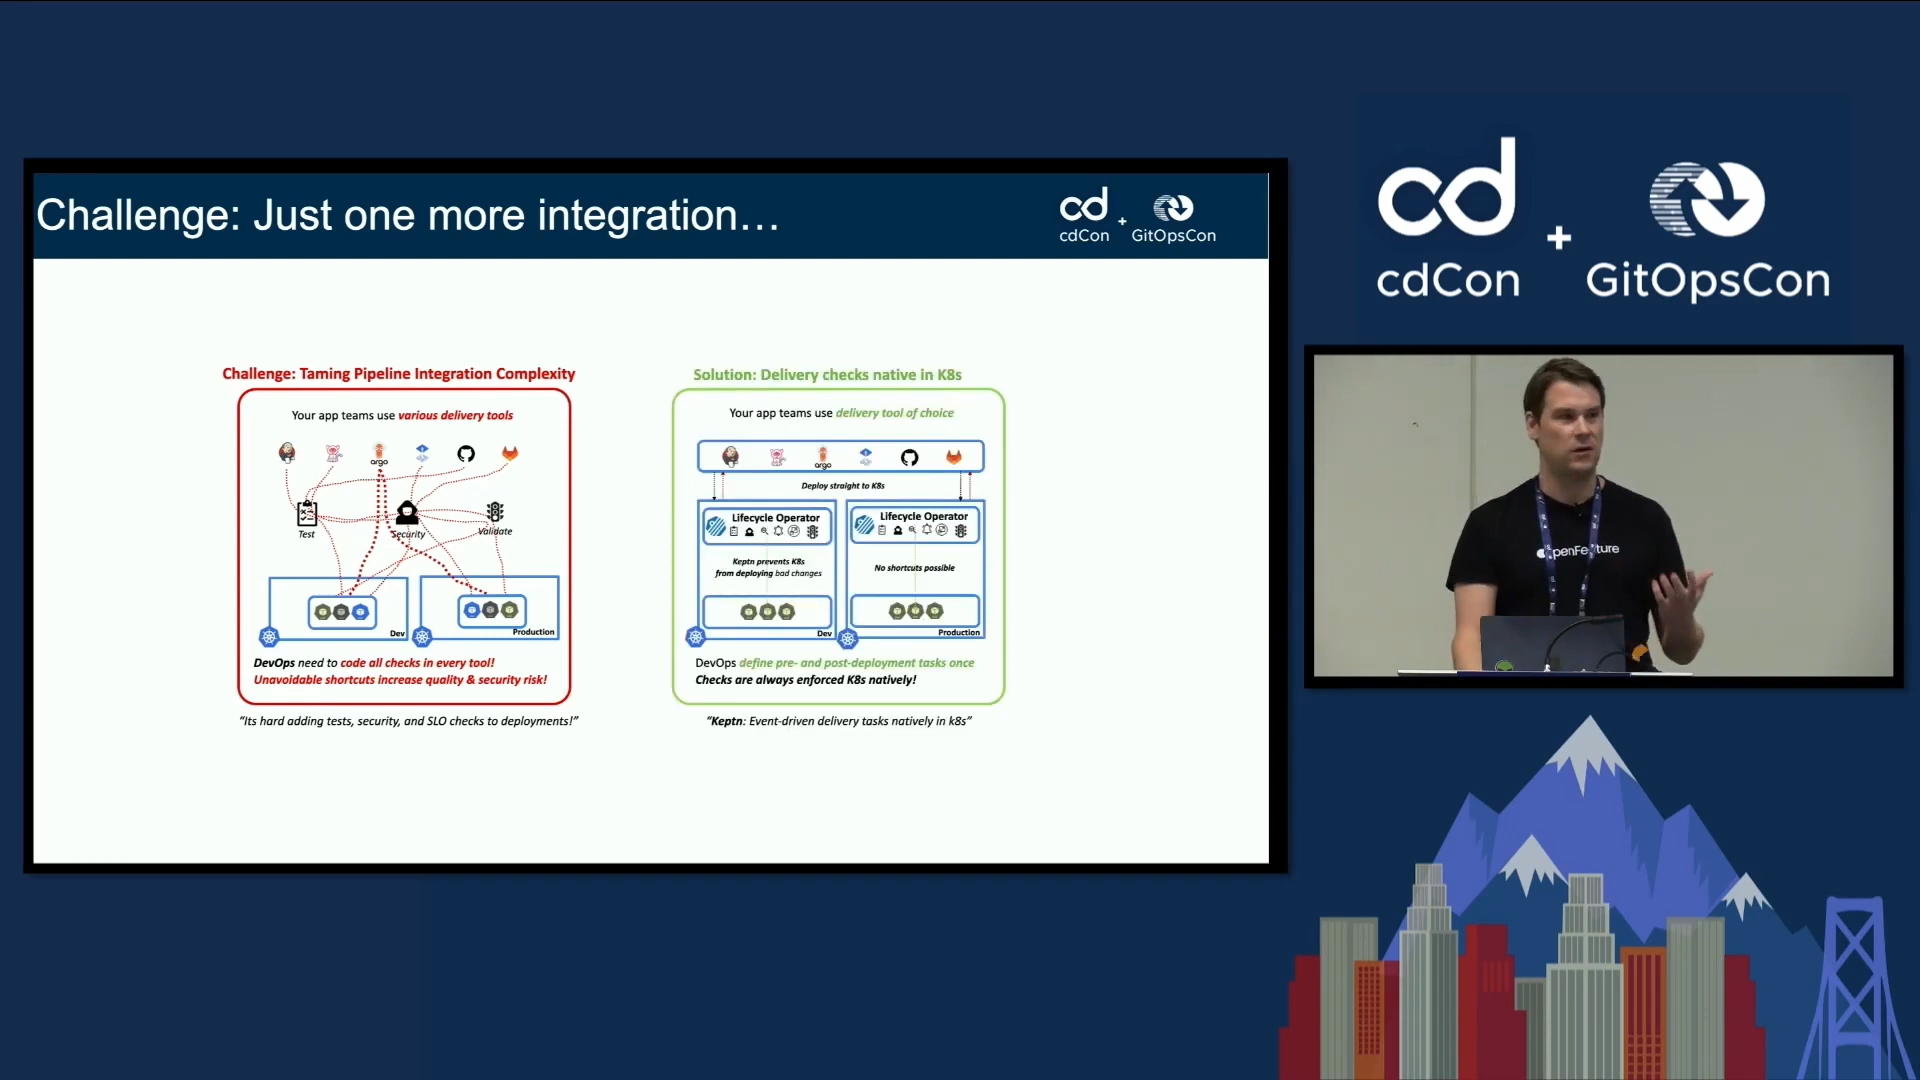 Challenge: Just one more integration...
cdCon + GitOpsCon
Challenge: Taming Pipeline Integration Complexity
Your app teams use various delivery tools
argo
Test
Security
Validate
Dev
Production
DevOps need to code all checks in every tool!
Unavoidable shortcuts increase quality & security risk!
“Its hard adding tests, security, and SLO checks to deployments!”
Solution: Delivery checks native in K8s
Your app teams use delivery tool of choice
argo
Deploy straight to K8s
Lifecycle Operator
Keptn prevents K8s
from deploying bad changes
Dev
Lifecycle Operator
No shortcuts possible
Production
DevOps define pre- and post-deployment tasks once
Checks are always enforced K8s natively!
“Keptn: Event-driven delivery tasks natively in k8s”
cd
+
cdCon
GitOpsCon
OpenFeature